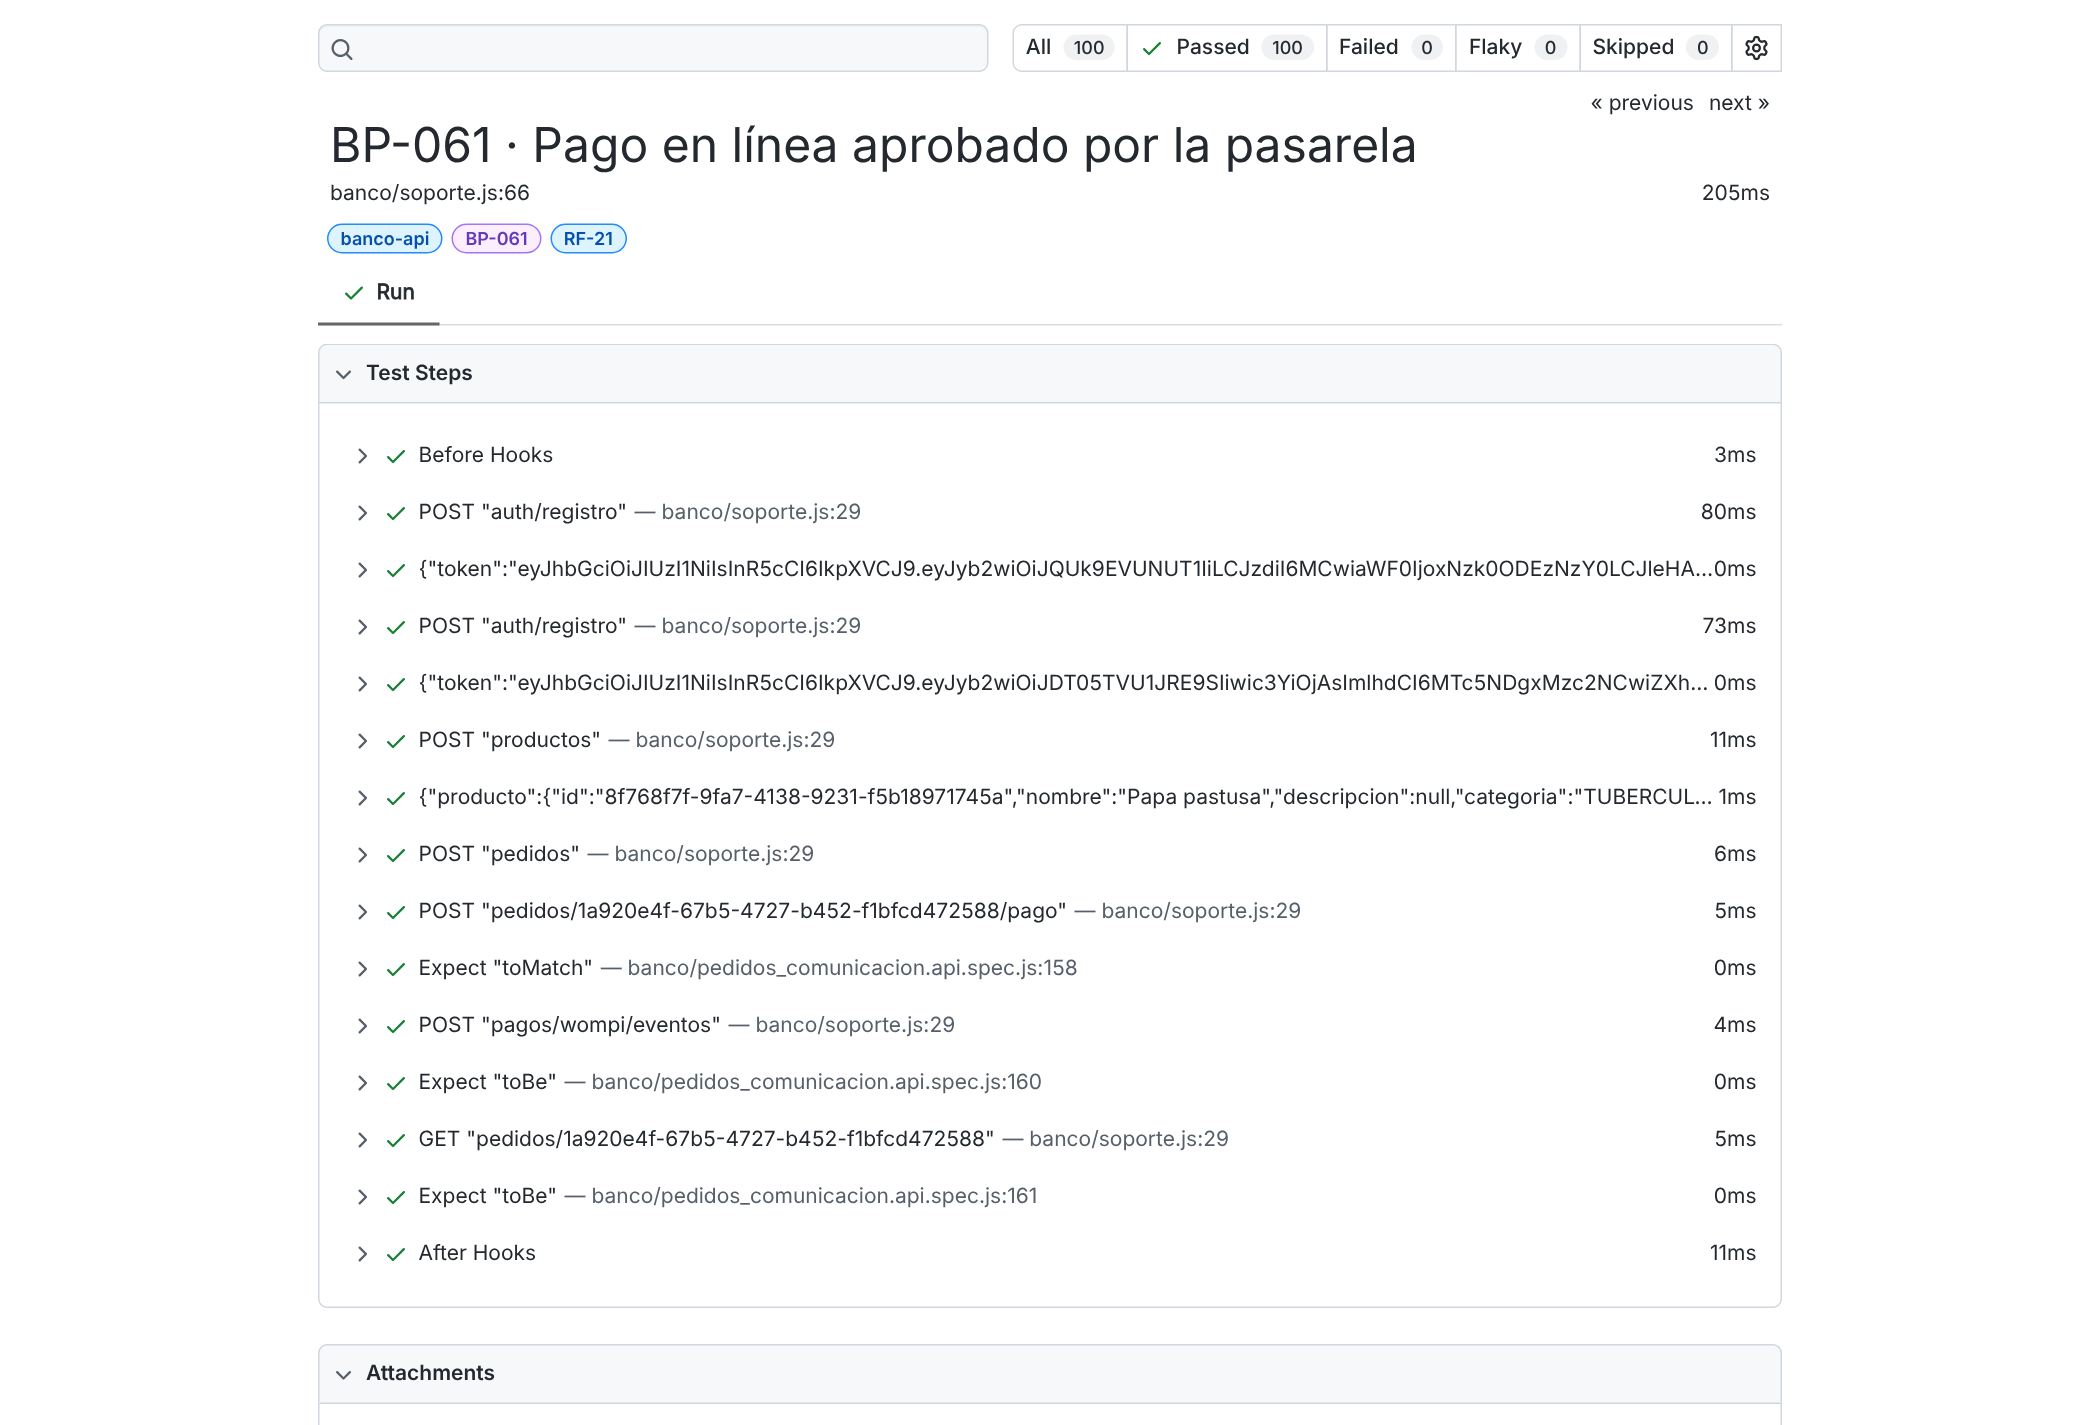 All 100 Passed 100 Failed 0 Flaky 0 Skipped 0
« previous next »
BP-061 · Pago en línea aprobado por la pasarela
banco/soporte.js:66 205ms
banco-api BP-061 RF-21
Run
Test Steps
Before Hooks 3ms
POST "auth/registro" — banco/soporte.js:29 80ms
{"token":"eyJhbGciOiJIUzI1NiIsInR5cCI6IkpXVCJ9.eyJyb2wiOiJQUk9EVUNUT1IiLCJzdiI6MCwiaWF0IjoxNzk0ODEzNzY0LCJleHA... 0ms
POST "auth/registro" — banco/soporte.js:29 73ms
{"token":"eyJhbGciOiJIUzI1NiIsInR5cCI6IkpXVCJ9.eyJyb2wiOiJDT05TVU1JRE9SIiwic3YiOjAsImlhdCI6MTc5NDgxMzc2NCwiZXh... 0ms
POST "productos" — banco/soporte.js:29 11ms
{"producto":{"id":"8f768f7f-9fa7-4138-9231-f5b18971745a","nombre":"Papa pastusa","descripcion":null,"categoria":"TUBERCUL... 1ms
POST "pedidos" — banco/soporte.js:29 6ms
POST "pedidos/1a920e4f-67b5-4727-b452-f1bfcd472588/pago" — banco/soporte.js:29 5ms
Expect "toMatch" — banco/pedidos_comunicacion.api.spec.js:158 0ms
POST "pagos/wompi/eventos" — banco/soporte.js:29 4ms
Expect "toBe" — banco/pedidos_comunicacion.api.spec.js:160 0ms
GET "pedidos/1a920e4f-67b5-4727-b452-f1bfcd472588" — banco/soporte.js:29 5ms
Expect "toBe" — banco/pedidos_comunicacion.api.spec.js:161 0ms
After Hooks 11ms
Attachments